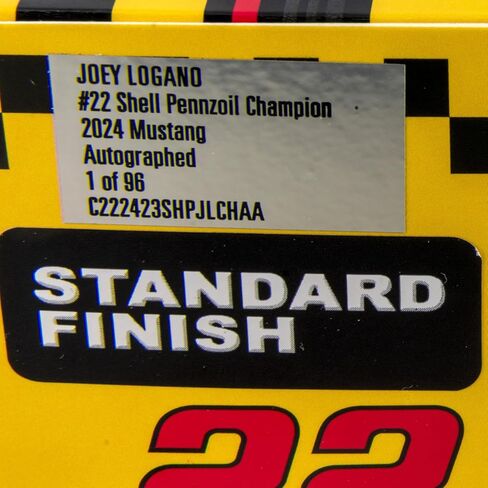 JOEY LOGANO
#22 Shell Pennzoil Champion
2024 Mustang
Autographed
1 of 96
C222423SHPJLCHAA
STANDARD
FINISH
22